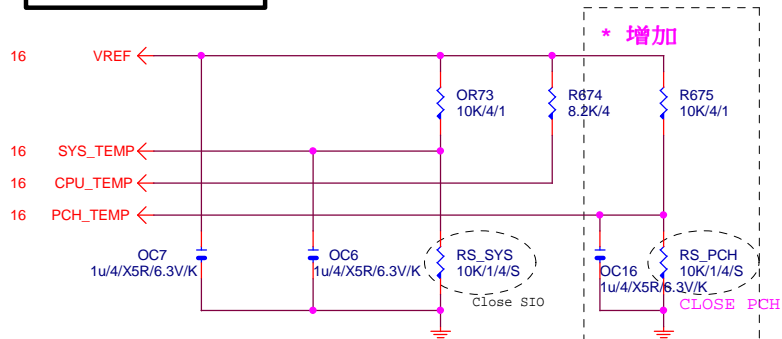 * 增加
16 VREF
OR73
10K/4/1
R674
8.2K/4
R675
10K/4/1
16 SYS_TEMP
16 CPU_TEMP
16 PCH_TEMP
OC7
1u/4/X5R/6.3V/K
OC6
1u/4/X5R/6.3V/K
RS_SYS
10K/1/4/S
Close SIO
OC16
1u/4/X5R/6.3V/K
RS_PCH
10K/1/4/S
CLOSE PCH